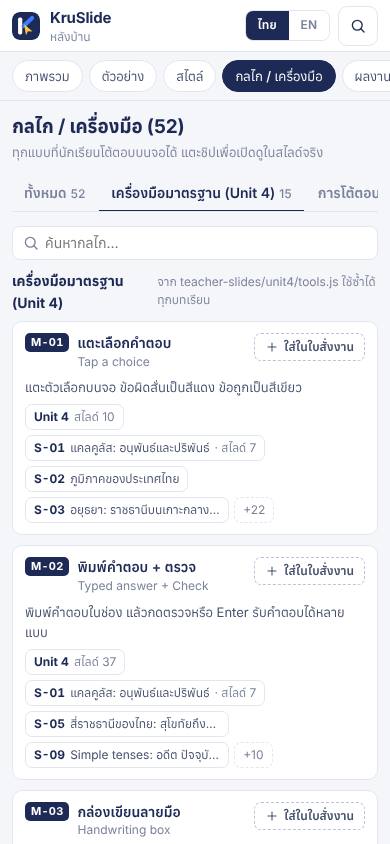 KruSlide
หลังบ้าน
ไทย
EN
ภาพรวม
ตัวอย่าง
สไตล์
กลไก / เครื่องมือ
ผลงาน
กลไก / เครื่องมือ (52)
ทุกแบบที่นักเรียนโต้ตอบบนจอได้ แตะชิปเพื่อเปิดดูในสไลด์จริง
ทั้งหมด 52
เครื่องมือมาตรฐาน (Unit 4) 15
การโต้ตอบ
ค้นหากลไก...
เครื่องมือมาตรฐาน
(Unit 4)
จาก teacher-slides/unit4/tools.js ใช้ซ้ำได้
ทุกบทเรียน
M-01 แตะเลือกคำตอบ
Tap a choice
+ ใส่ในใบสั่งงาน
แตะตัวเลือกบนจอ ข้อผิดสั่นเป็นสีแดง ข้อถูกเป็นสีเขียว
Unit 4 สไลด์ 10
S-01 แคลคูลัส: อนุพันธ์และปริพันธ์ · สไลด์ 7
S-02 ภูมิภาคของประเทศไทย
S-03 อยุธยา: ราชธานีบนเกาะกลาง... +22
M-02 พิมพ์คำตอบ + ตรวจ
Typed answer + Check
+ ใส่ในใบสั่งงาน
พิมพ์คำตอบในช่อง แล้วกดตรวจหรือ Enter รับคำตอบได้หลาย
แบบ
Unit 4 สไลด์ 37
S-01 แคลคูลัส: อนุพันธ์และปริพันธ์ · สไลด์ 7
S-05 สี่ราชธานีของไทย: สุโขทัยถึง...
S-09 Simple tenses: อดีต ปัจจุบั... +10
M-03 กล่องเขียนลายมือ
Handwriting box
+ ใส่ในใบสั่งงาน